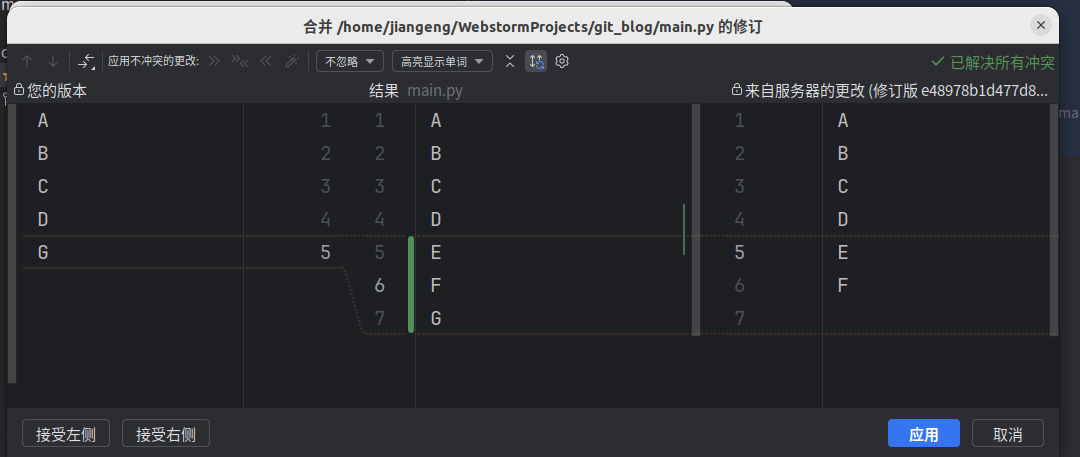 合并 /home/jiangeng/WebstormProjects/git_blog/main.py 的修订
应用不冲突的更改: 不忽略 高亮显示单词 已解决所有冲突
您的版本 结果 main.py 来自服务器的更改 (修订版 e48978b1d477d8...
A 1 1 A 1 A
B 2 2 B 2 B
C 3 3 C 3 C
D 4 4 D 4 D
G 5 5 E 5 E
6 F 6 F
7 G 7
接受左侧 接受右侧 应用 取消
ma